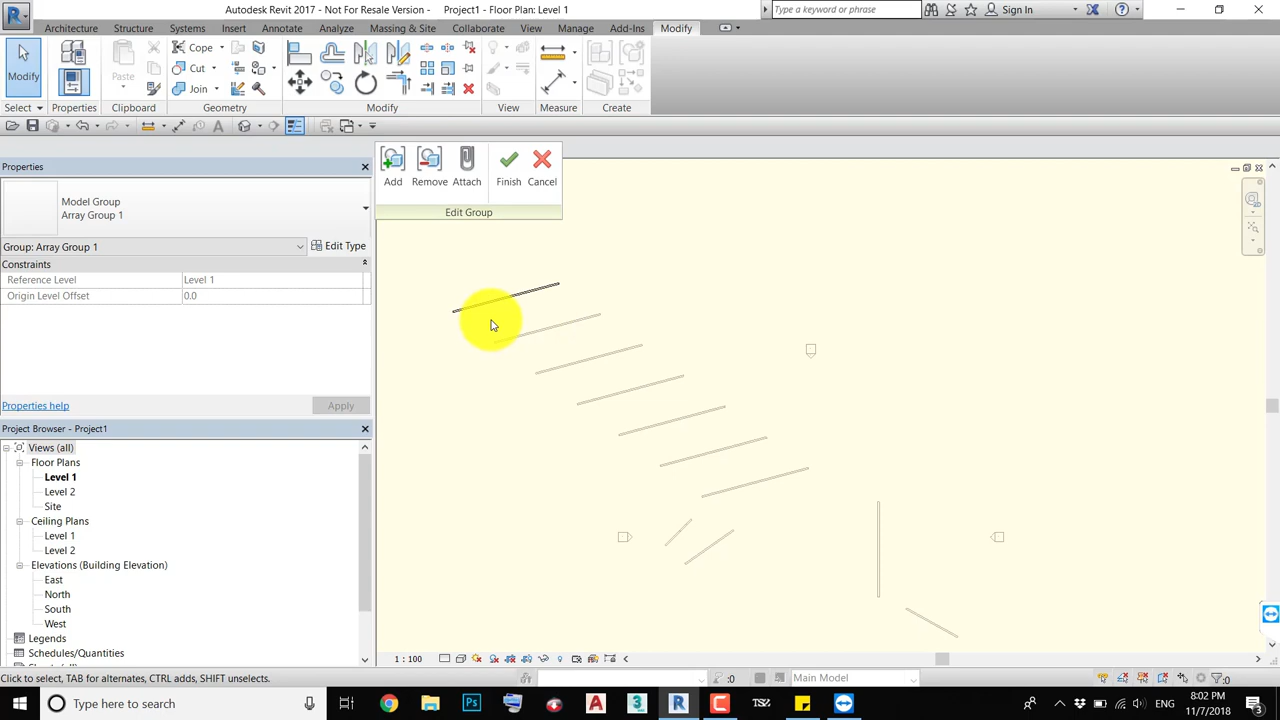 Autodesk Revit 2017 - Not For Resale Version - Project1 - Floor Plan: Level 1
Type a keyword or phrase
Sign In
Architecture Structure Systems Insert Annotate Analyze Massing & Site Collaborate View Manage Add-Ins Modify
Modify
Paste
Cope
Cut
Join
Select Properties Clipboard Geometry Modify View Measure Create
Properties
Model Group
Array Group 1
Group: Array Group 1
Edit Type
Constraints
Reference Level Level 1
Origin Level Offset 0.0
Properties help
Apply
Add Remove Attach Finish Cancel
Edit Group
Project Browser - Project1
Views (all)
Floor Plans
Level 1
Level 2
Site
Ceiling Plans
Level 1
Level 2
Elevations (Building Elevation)
East
North
South
West
Legends
Schedules/Quantities
1 : 100
Click to select, TAB for alternates, CTRL adds, SHIFT unselects.
:0
Main Model
:0
Type here to search
ENG
8:02 PM
11/7/2018